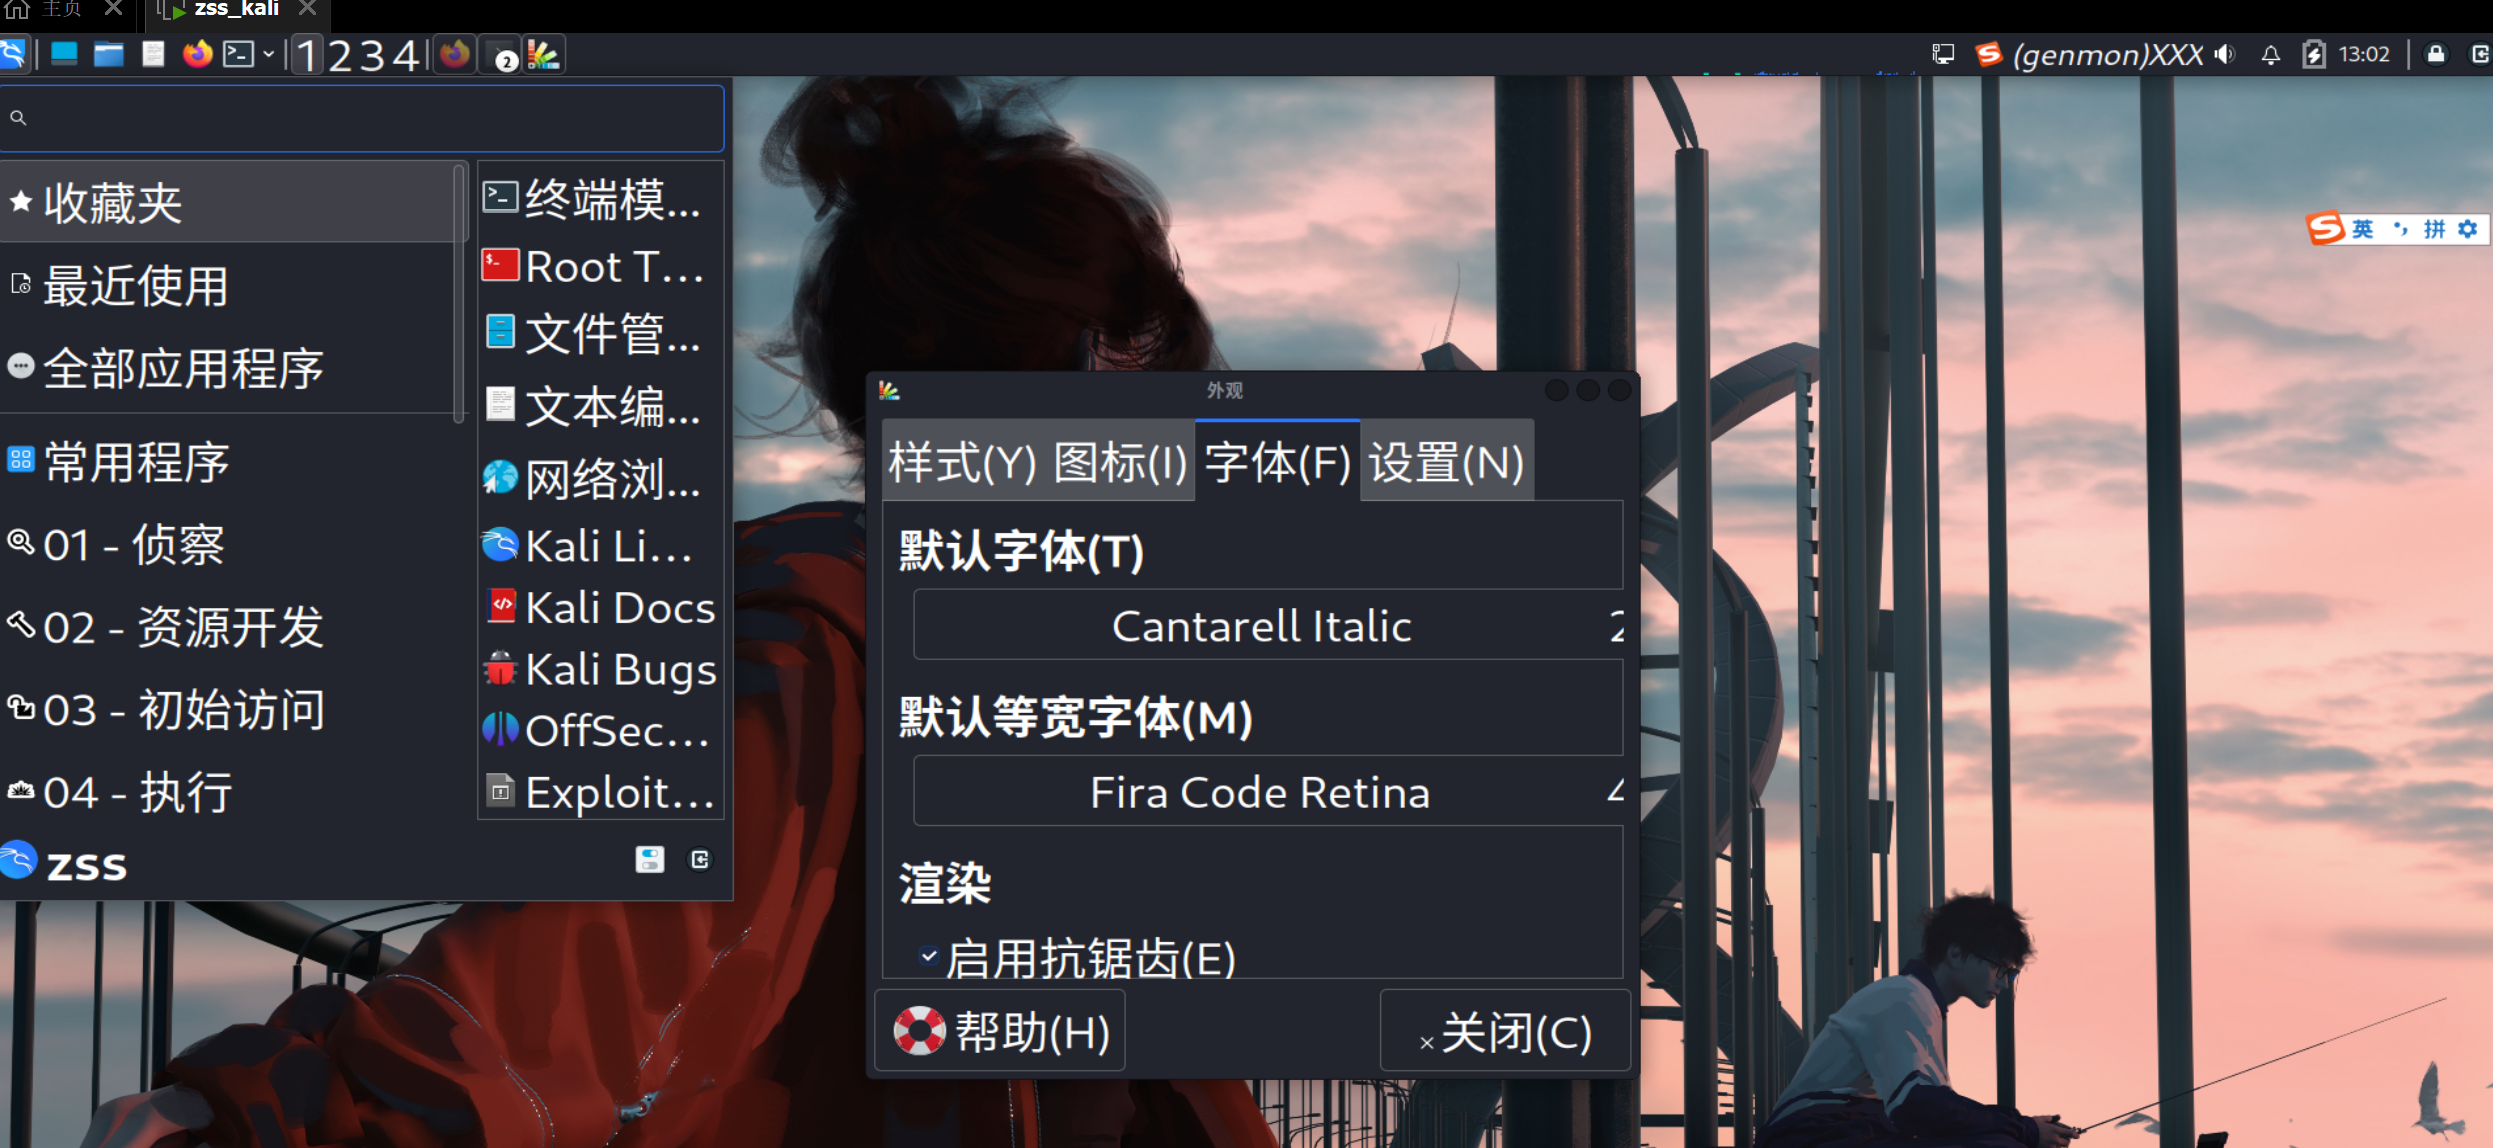 主页
zss_kali
1 2 3 4
2
(genmon)XXX
13:02
收藏夹
最近使用
全部应用程序
常用程序
01 - 侦察
02 - 资源开发
03 - 初始访问
04 - 执行
zss
终端模...
Root T...
文件管...
文本编...
网络浏...
Kali Li...
Kali Docs
Kali Bugs
OffSec...
Exploit...
英 拼
外观
样式(Y) 图标(I) 字体(F) 设置(N)
默认字体(T)
Cantarell Italic
默认等宽字体(M)
Fira Code Retina
渲染
启用抗锯齿(E)
帮助(H)
关闭(C)